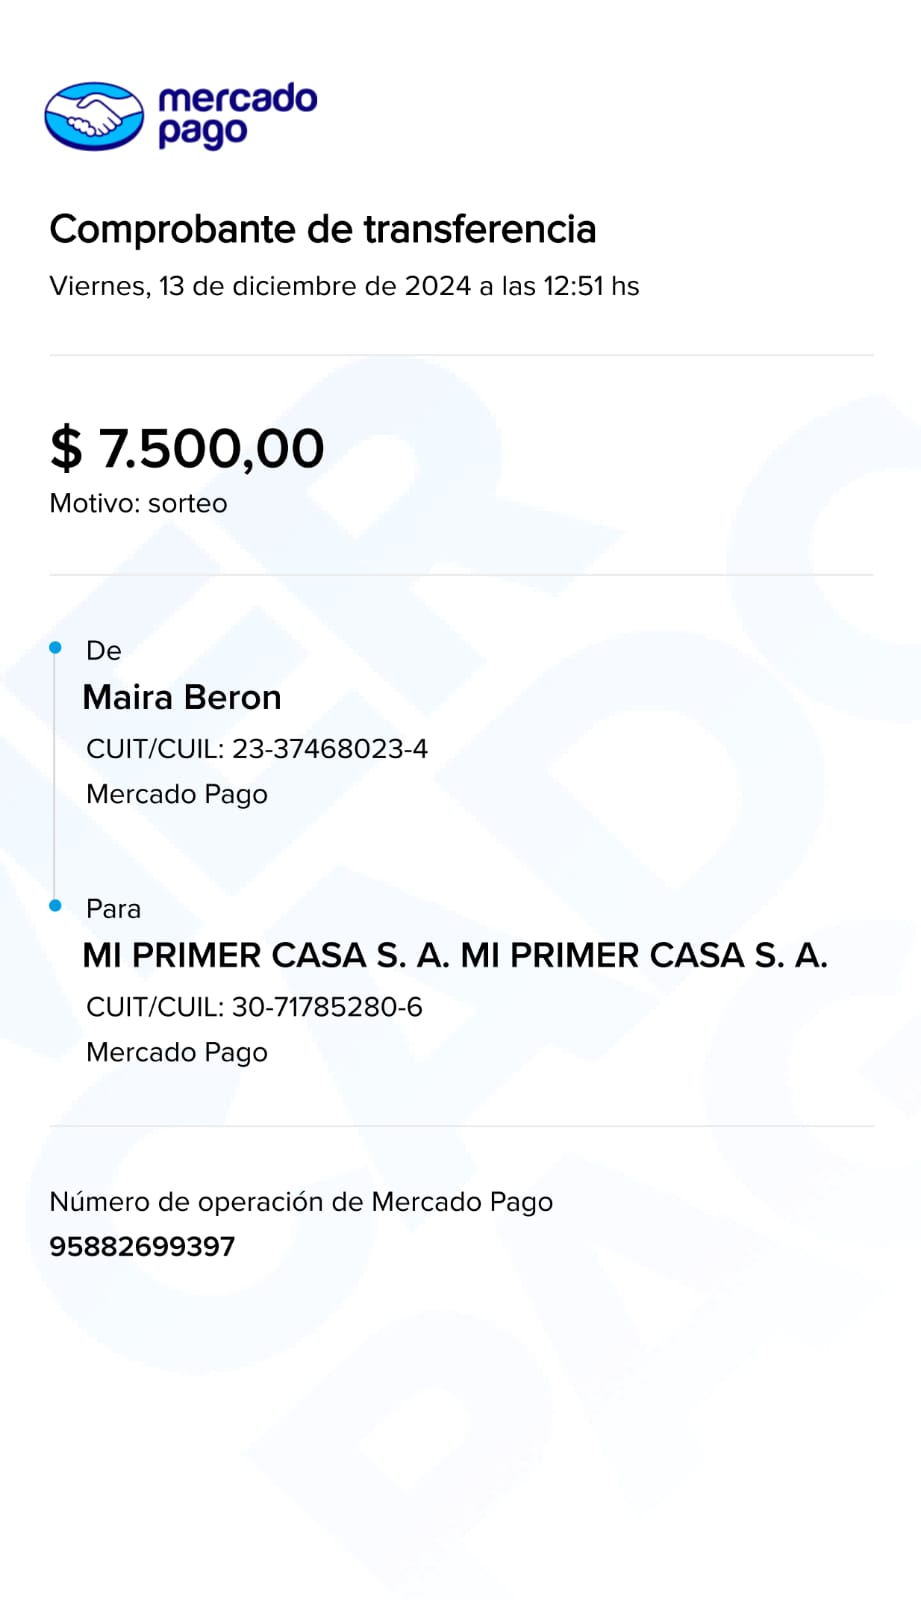 mercado
pago
Comprobante de transferencia
Viernes, 13 de diciembre de 2024 a las 12:51 hs
$ 7.500,00
Motivo: sorteo
De
Maira Beron
CUIT/CUIL: 23-37468023-4
Mercado Pago
Para
MI PRIMER CASA S. A. MI PRIMER CASA S. A.
CUIT/CUIL: 30-71785280-6
Mercado Pago
Número de operación de Mercado Pago
95882699397